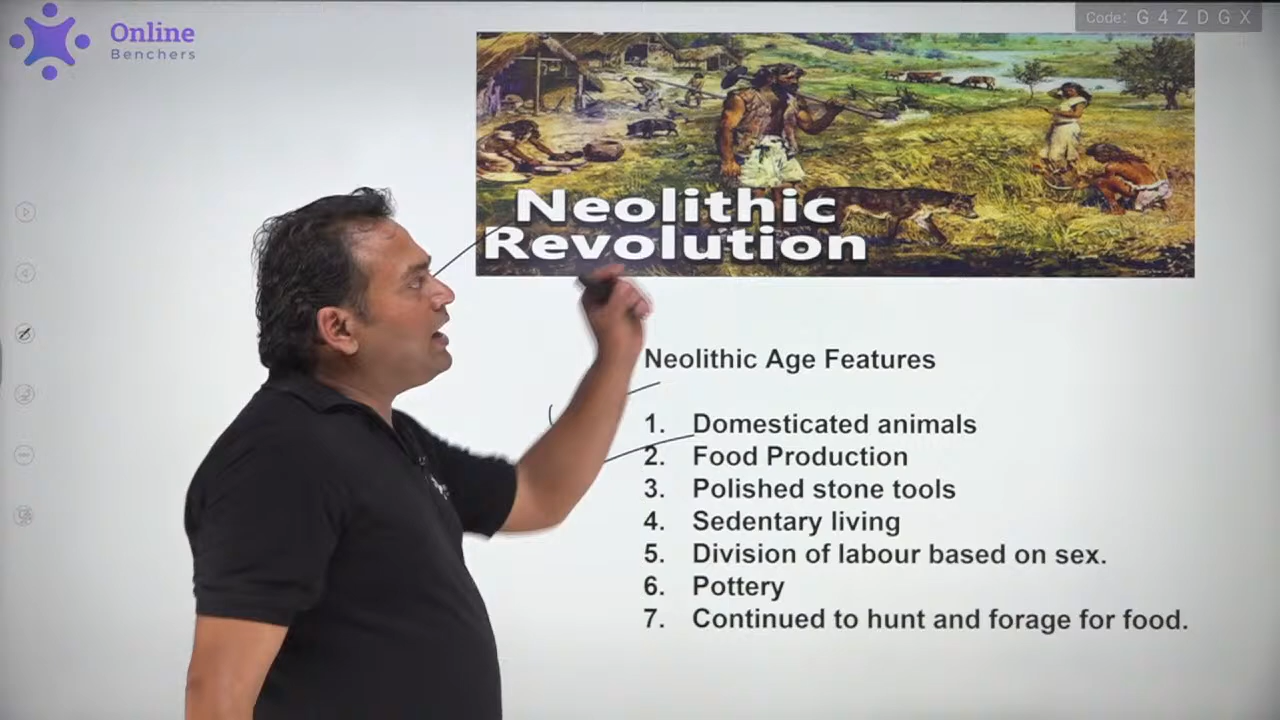 Online
Benchers
Code: G 4 Z D G X
Neolithic
Revolution
Neolithic Age Features
1. Domesticated animals
2. Food Production
3. Polished stone tools
4. Sedentary living
5. Division of labour based on sex.
6. Pottery
7. Continued to hunt and forage for food.